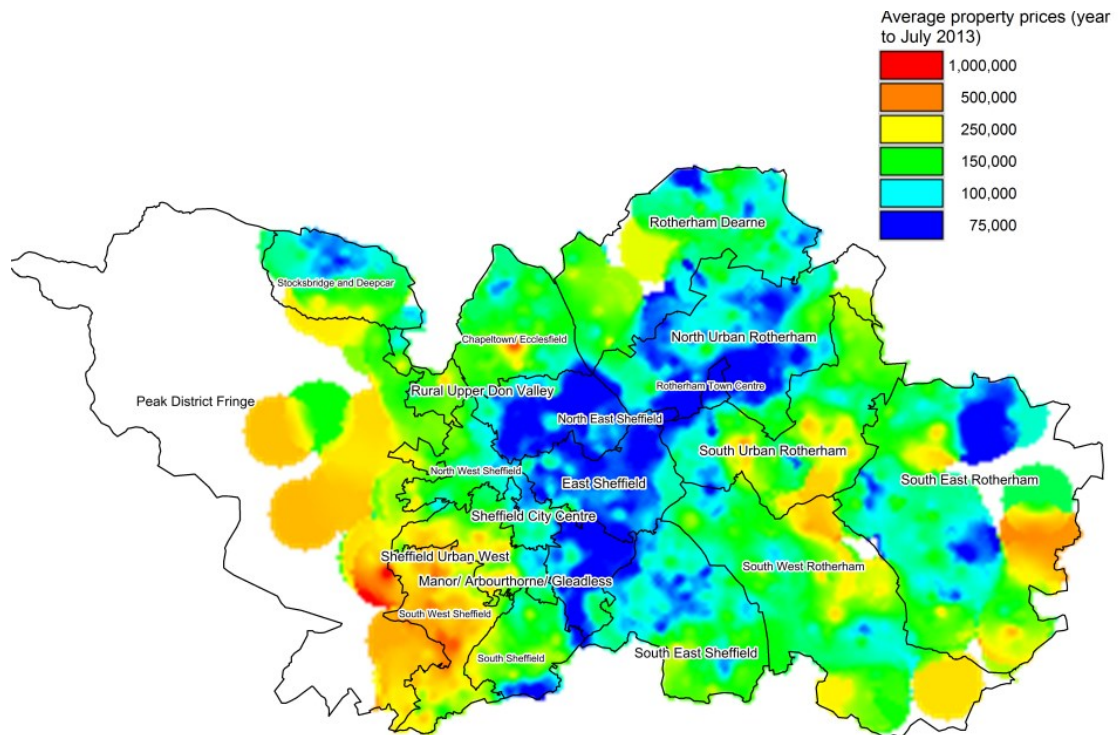 Average property prices (year
to July 2013)
1,000,000
500,000
250,000
150,000
100,000
75,000
Rotherham Dearne
Stocksbridge and Deepcar
Chapeltown/ Ecclesfield
North Urban Rotherham
Rural Upper Don Valley
Rotherham Town Centre
Peak District Fringe
North East Sheffield
South Urban Rotherham
North West Sheffield
East Sheffield
South East Rotherham
Sheffield City Centre
Sheffield Urban West
South West Rotherham
Manor/ Arbourthorne/ Gleadless
South West Sheffield
South Sheffield
South East Sheffield